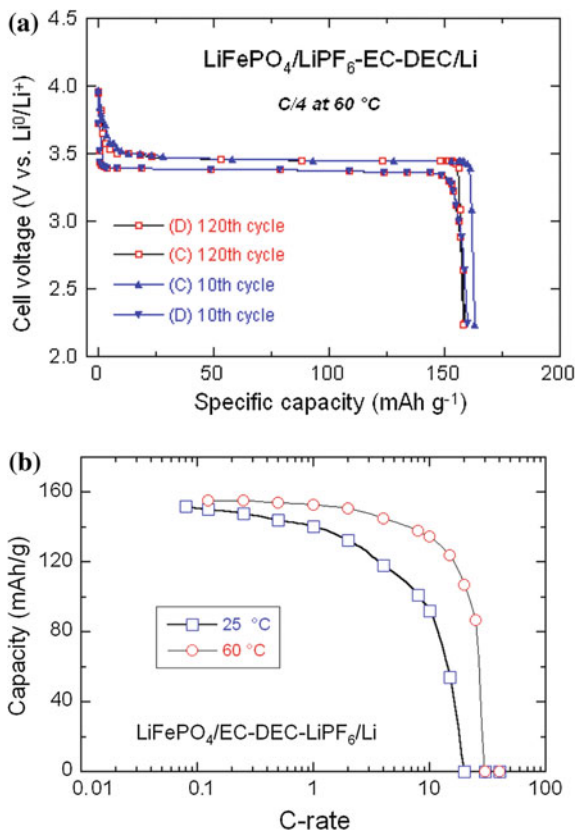 (a)
4.5
4.0
3.5
3.0
2.5
2.0
Cell voltage (V vs. Li⁰/Li⁺)
LiFePO₄/LiPF₆-EC-DEC/Li
C/4 at 60 °C
(D) 120th cycle
(C) 120th cycle
(C) 10th cycle
(D) 10th cycle
0 50 100 150 200
Specific capacity (mAh g⁻¹)
(b)
160
120
80
40
0
Capacity (mAh/g)
25 °C
60 °C
LiFePO₄/EC-DEC-LiPF₆/Li
0.01 0.1 1 10 100
C-rate